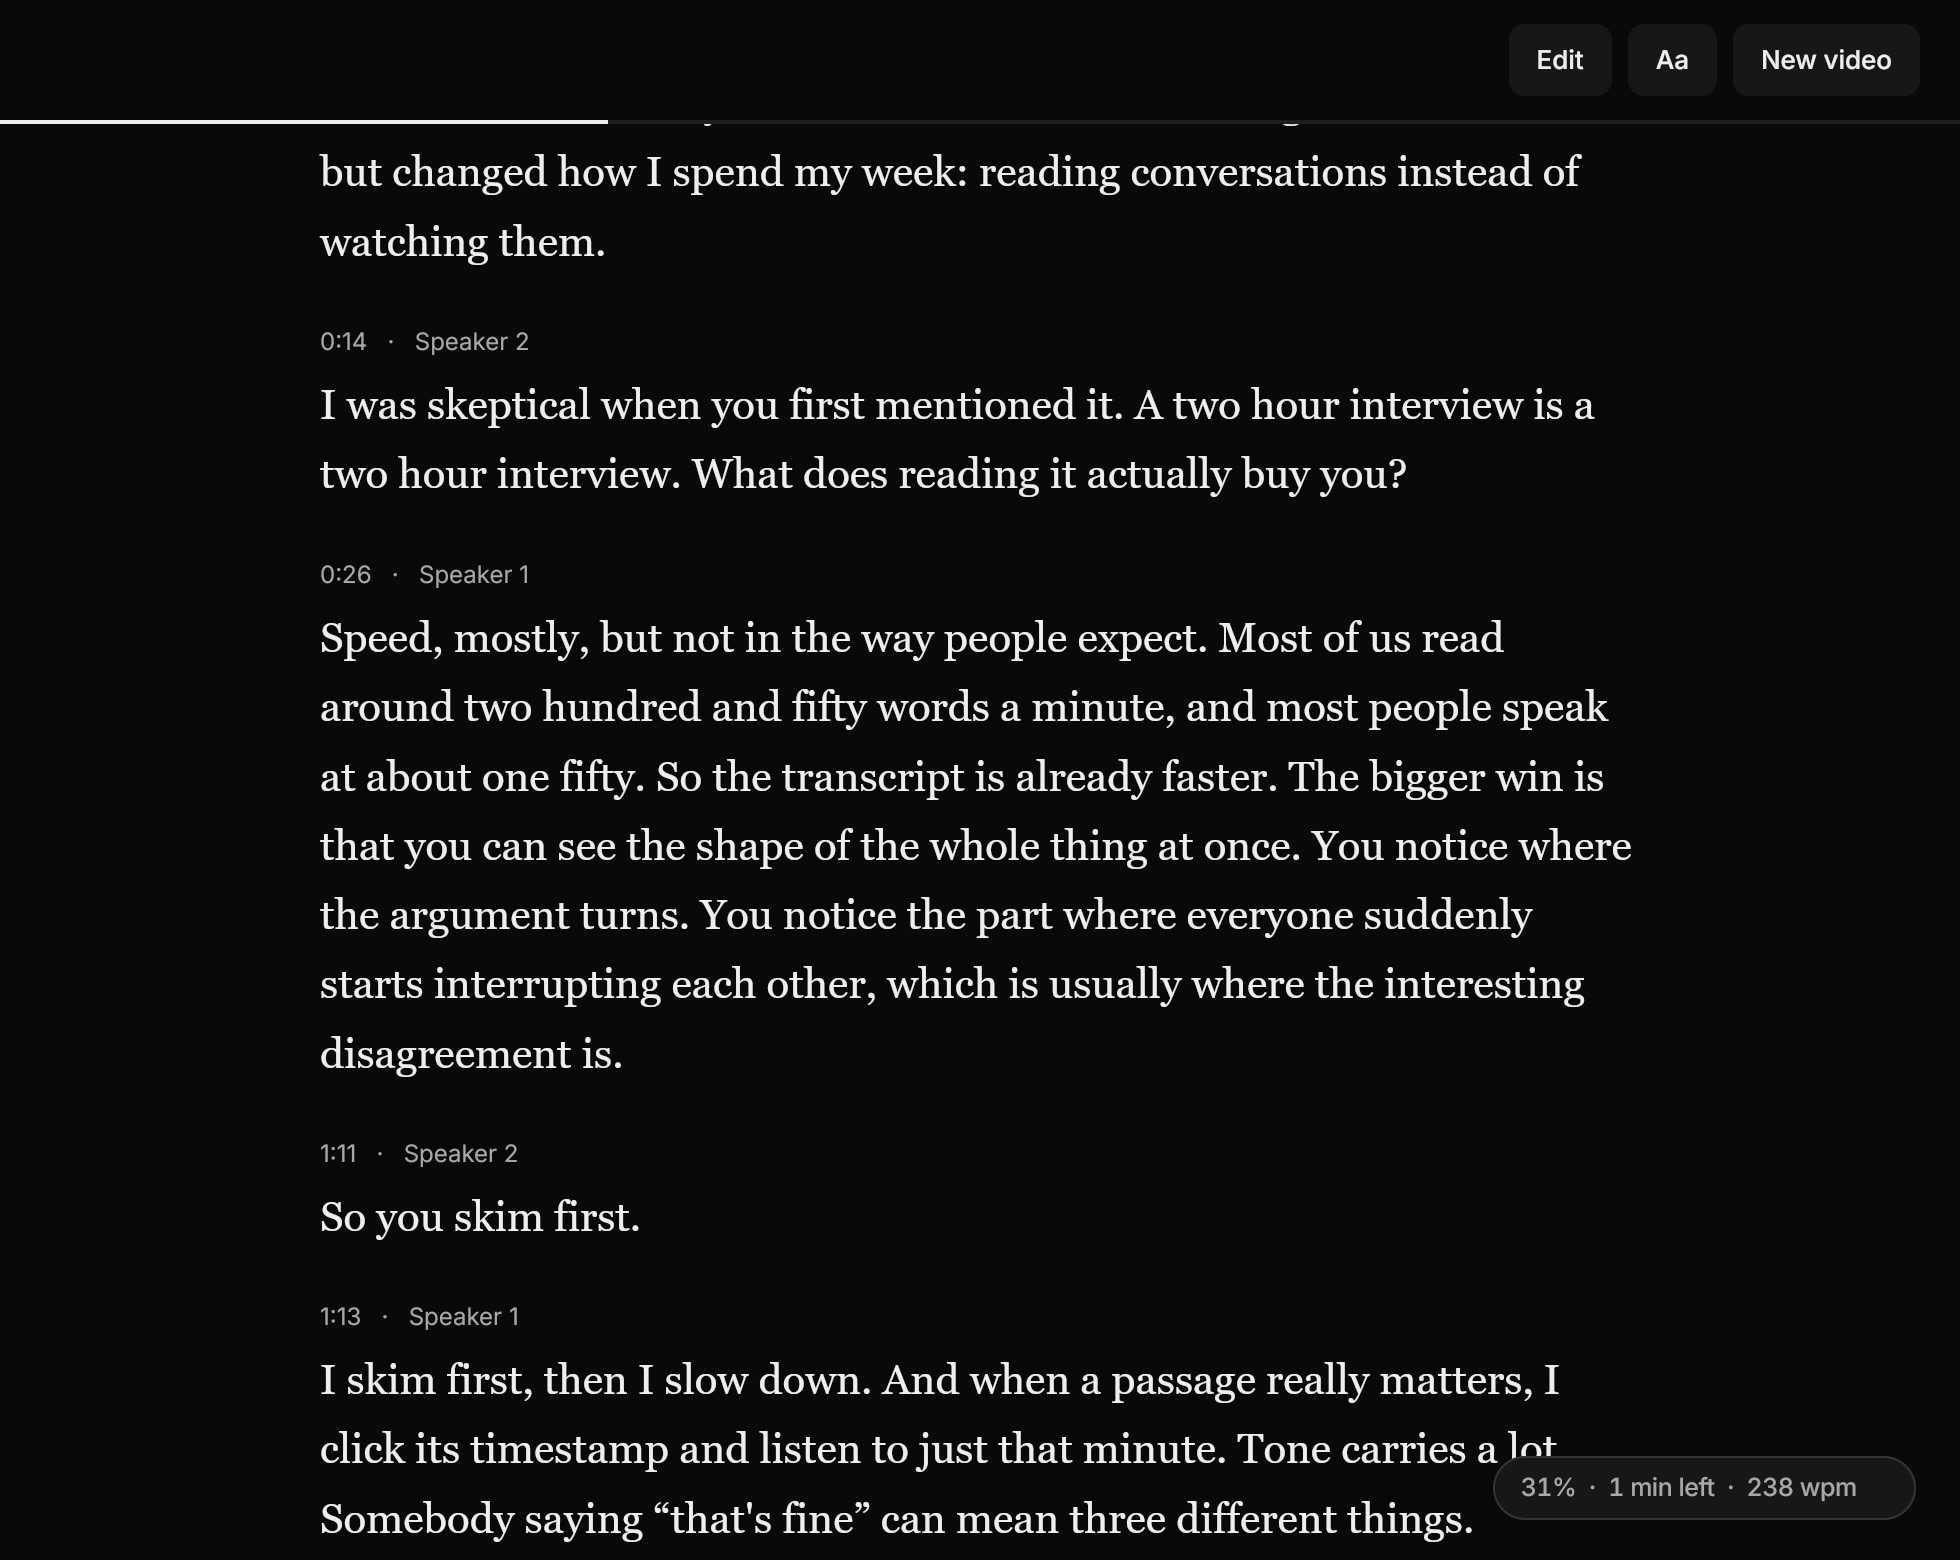 Edit
Aa
New video
but changed how I spend my week: reading conversations instead of
watching them.
0:14 · Speaker 2
I was skeptical when you first mentioned it. A two hour interview is a
two hour interview. What does reading it actually buy you?
0:26 · Speaker 1
Speed, mostly, but not in the way people expect. Most of us read
around two hundred and fifty words a minute, and most people speak
at about one fifty. So the transcript is already faster. The bigger win is
that you can see the shape of the whole thing at once. You notice where
the argument turns. You notice the part where everyone suddenly
starts interrupting each other, which is usually where the interesting
disagreement is.
1:11 · Speaker 2
So you skim first.
1:13 · Speaker 1
I skim first, then I slow down. And when a passage really matters, I
click its timestamp and listen to just that minute. Tone carries a lot
Somebody saying “that's fine” can mean three different things.
31% · 1 min left · 238 wpm